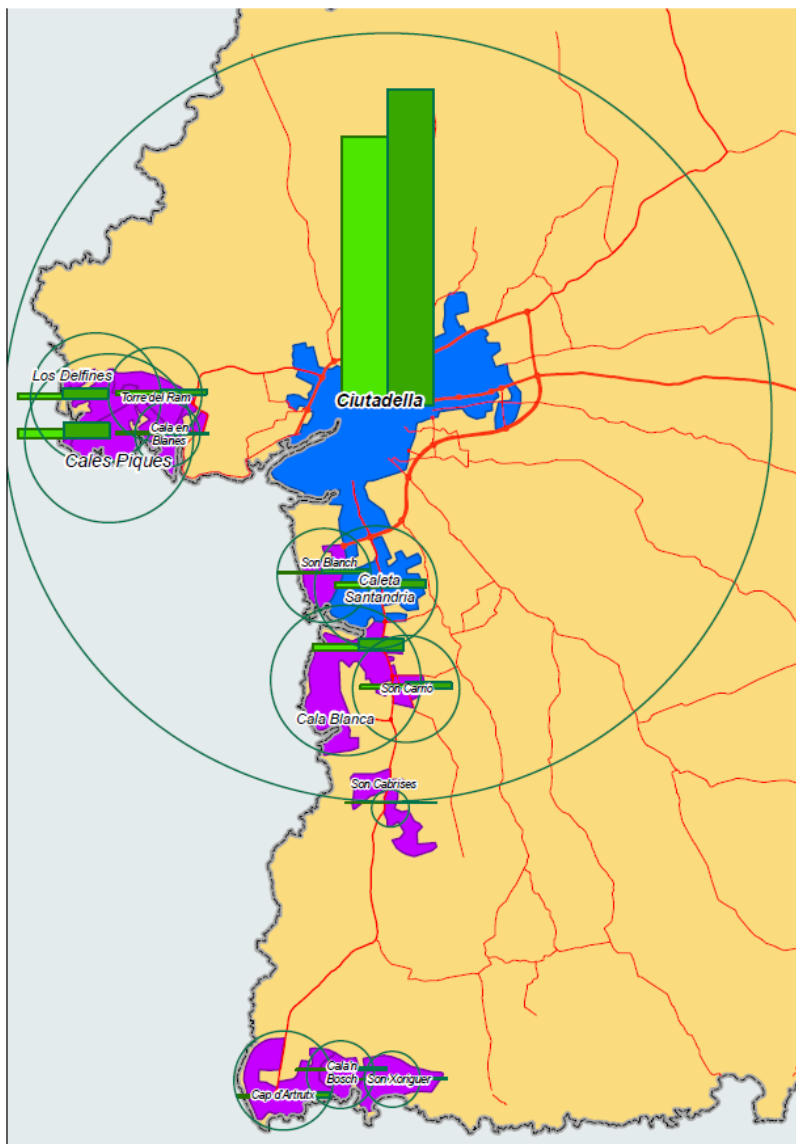 Los Delfines
Torre del Ram
Ciutadella
Cala en
Blanes
Cales Piques
Son Blanch
Caleta
Santandria
Son Carrió
Cala Blanca
Son Cabrises
Cala'n
Bosch
Son Xoriguer
Cap d'Artrutx